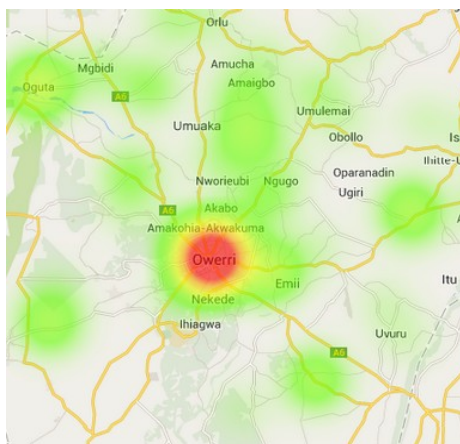 Orlu
Mgbidi
Amucha
Oguta
Amaigbo
A6
Umulemai
Umuaka
Obollo
Is
Ihitte-U
Oparanadin
Nworieubi
Ngugo
Ugiri
Akabo
A6
Amakohia-Akwakuma
Owerri
Emii
Itu
Nekede
Ihiagwa
Uvuru
A6